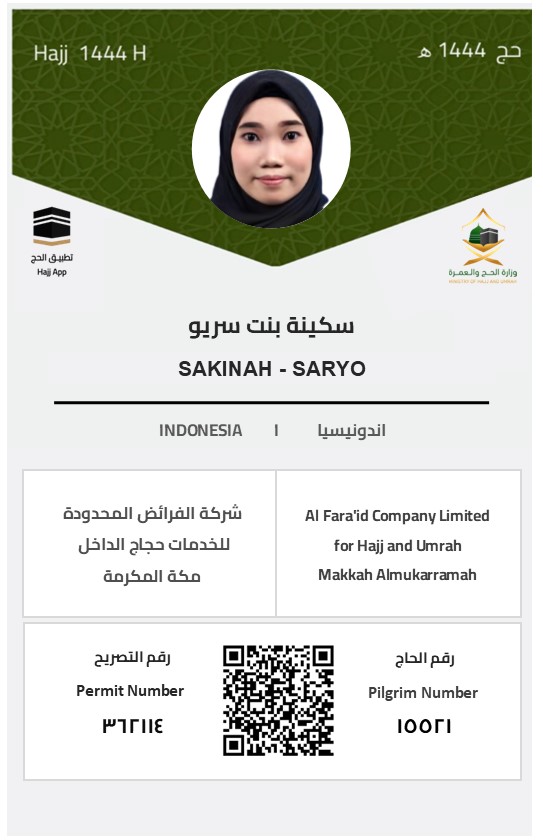 Hajj 1444 H
حج 1444 هـ
تطبيق الحج
Hajj App
وزارة الحج والعمرة
MINISTRY OF HAJJ AND UMRAH
سكينة بنت سريو
SAKINAH - SARYO
INDONESIA | اندونيسيا
شركة الفرائض المحدودة
للخدمات حجاج الداخل
مكة المكرمة
Al Fara'id Company Limited
for Hajj and Umrah
Makkah Almukarramah
رقم التصريح
Permit Number
٣٦٢١١٤
رقم الحاج
Pilgrim Number
١٥٥٢١